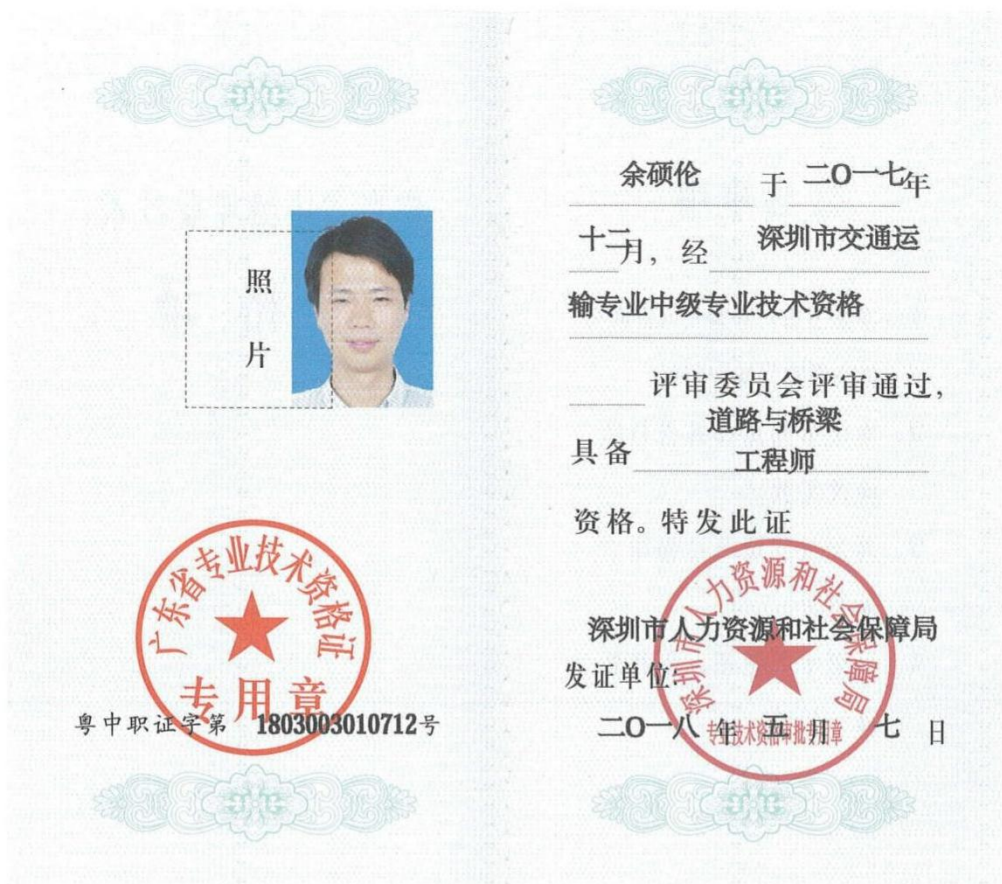 照
片
广东省专业技术资格证
专用章
粤中职证字第 1803003010712号
余硕伦 于 二O一七年
十二月，经 深圳市交通运
输专业中级专业技术资格
评审委员会评审通过，
道路与桥梁
具备 工程师
资格。特发此证
深圳市人力资源和社会保障局
深圳市人力资源和社会保障局
发证单位：
专业技术资格审批专用章
二O一八 年 五 月 七 日